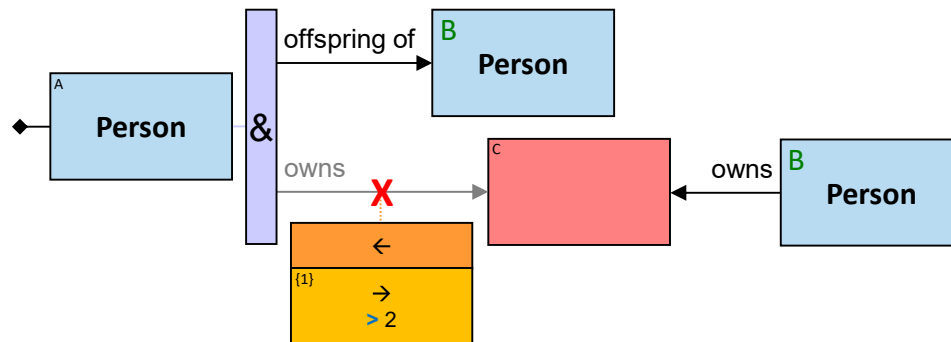 offspring of
B
Person
A
Person
&
owns
X
C
owns
B
Person
←
{1}
→
> 2